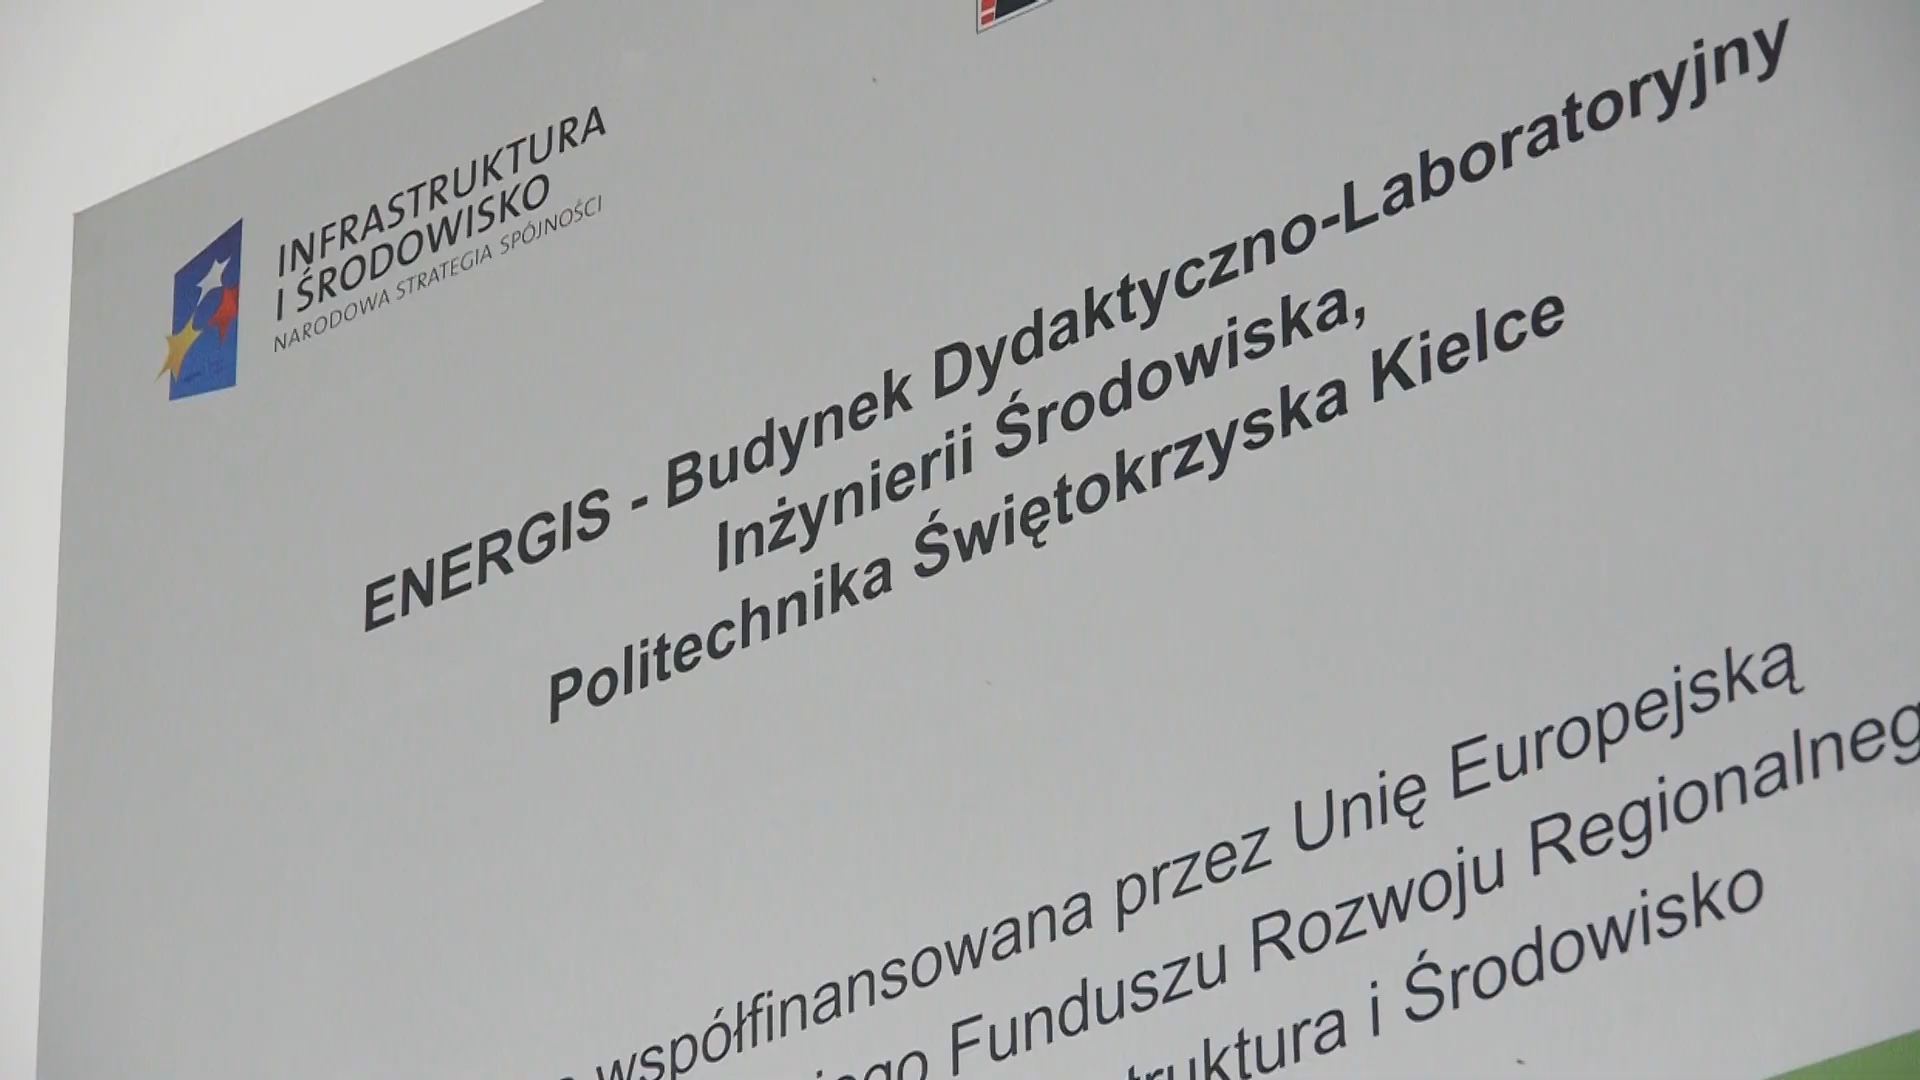 INFRASTRUKTURA
I ŚRODOWISKO
NARODOWA STRATEGIA SPÓJNOŚCI
ENERGIS - Budynek Dydaktyczno-Laboratoryjny
Inżynierii Środowiska,
Politechnika Świętokrzyska Kielce
współfinansowana przez Unię Europejską
Funduszu Rozwoju Regionalneg
i Środowisko